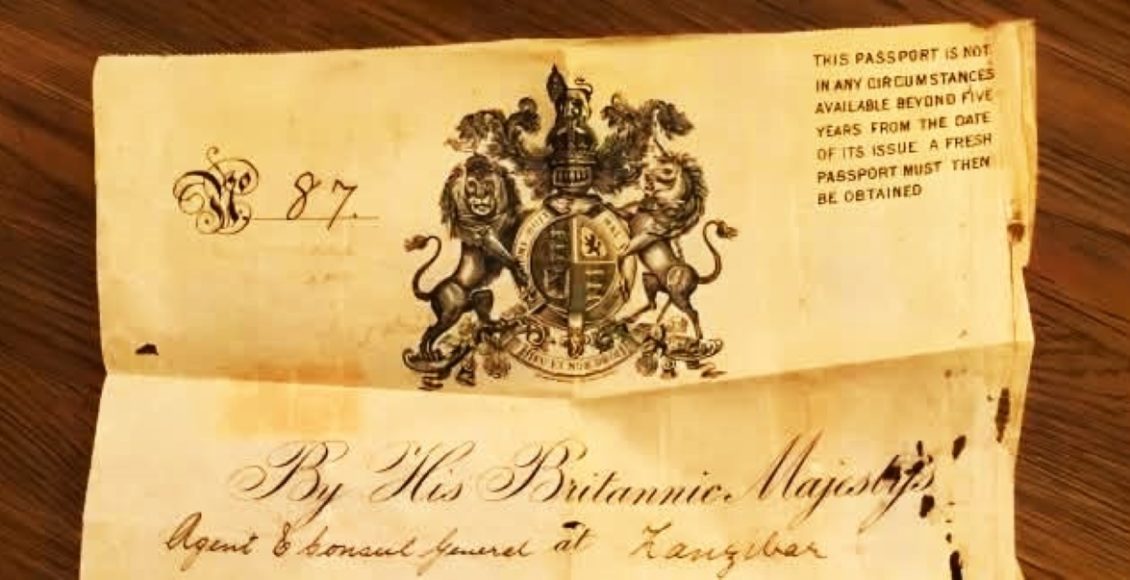 THIS PASSPORT IS NOT
IN ANY CIRCUMSTANCES
AVAILABLE BEYOND FIVE
YEARS FROM THE DATE
OF ITS ISSUE A FRESH
PASSPORT MUST THEN
BE OBTAINED
No 87.
By His Britannic Majesty's
Agent & Consul General at Zanzibar